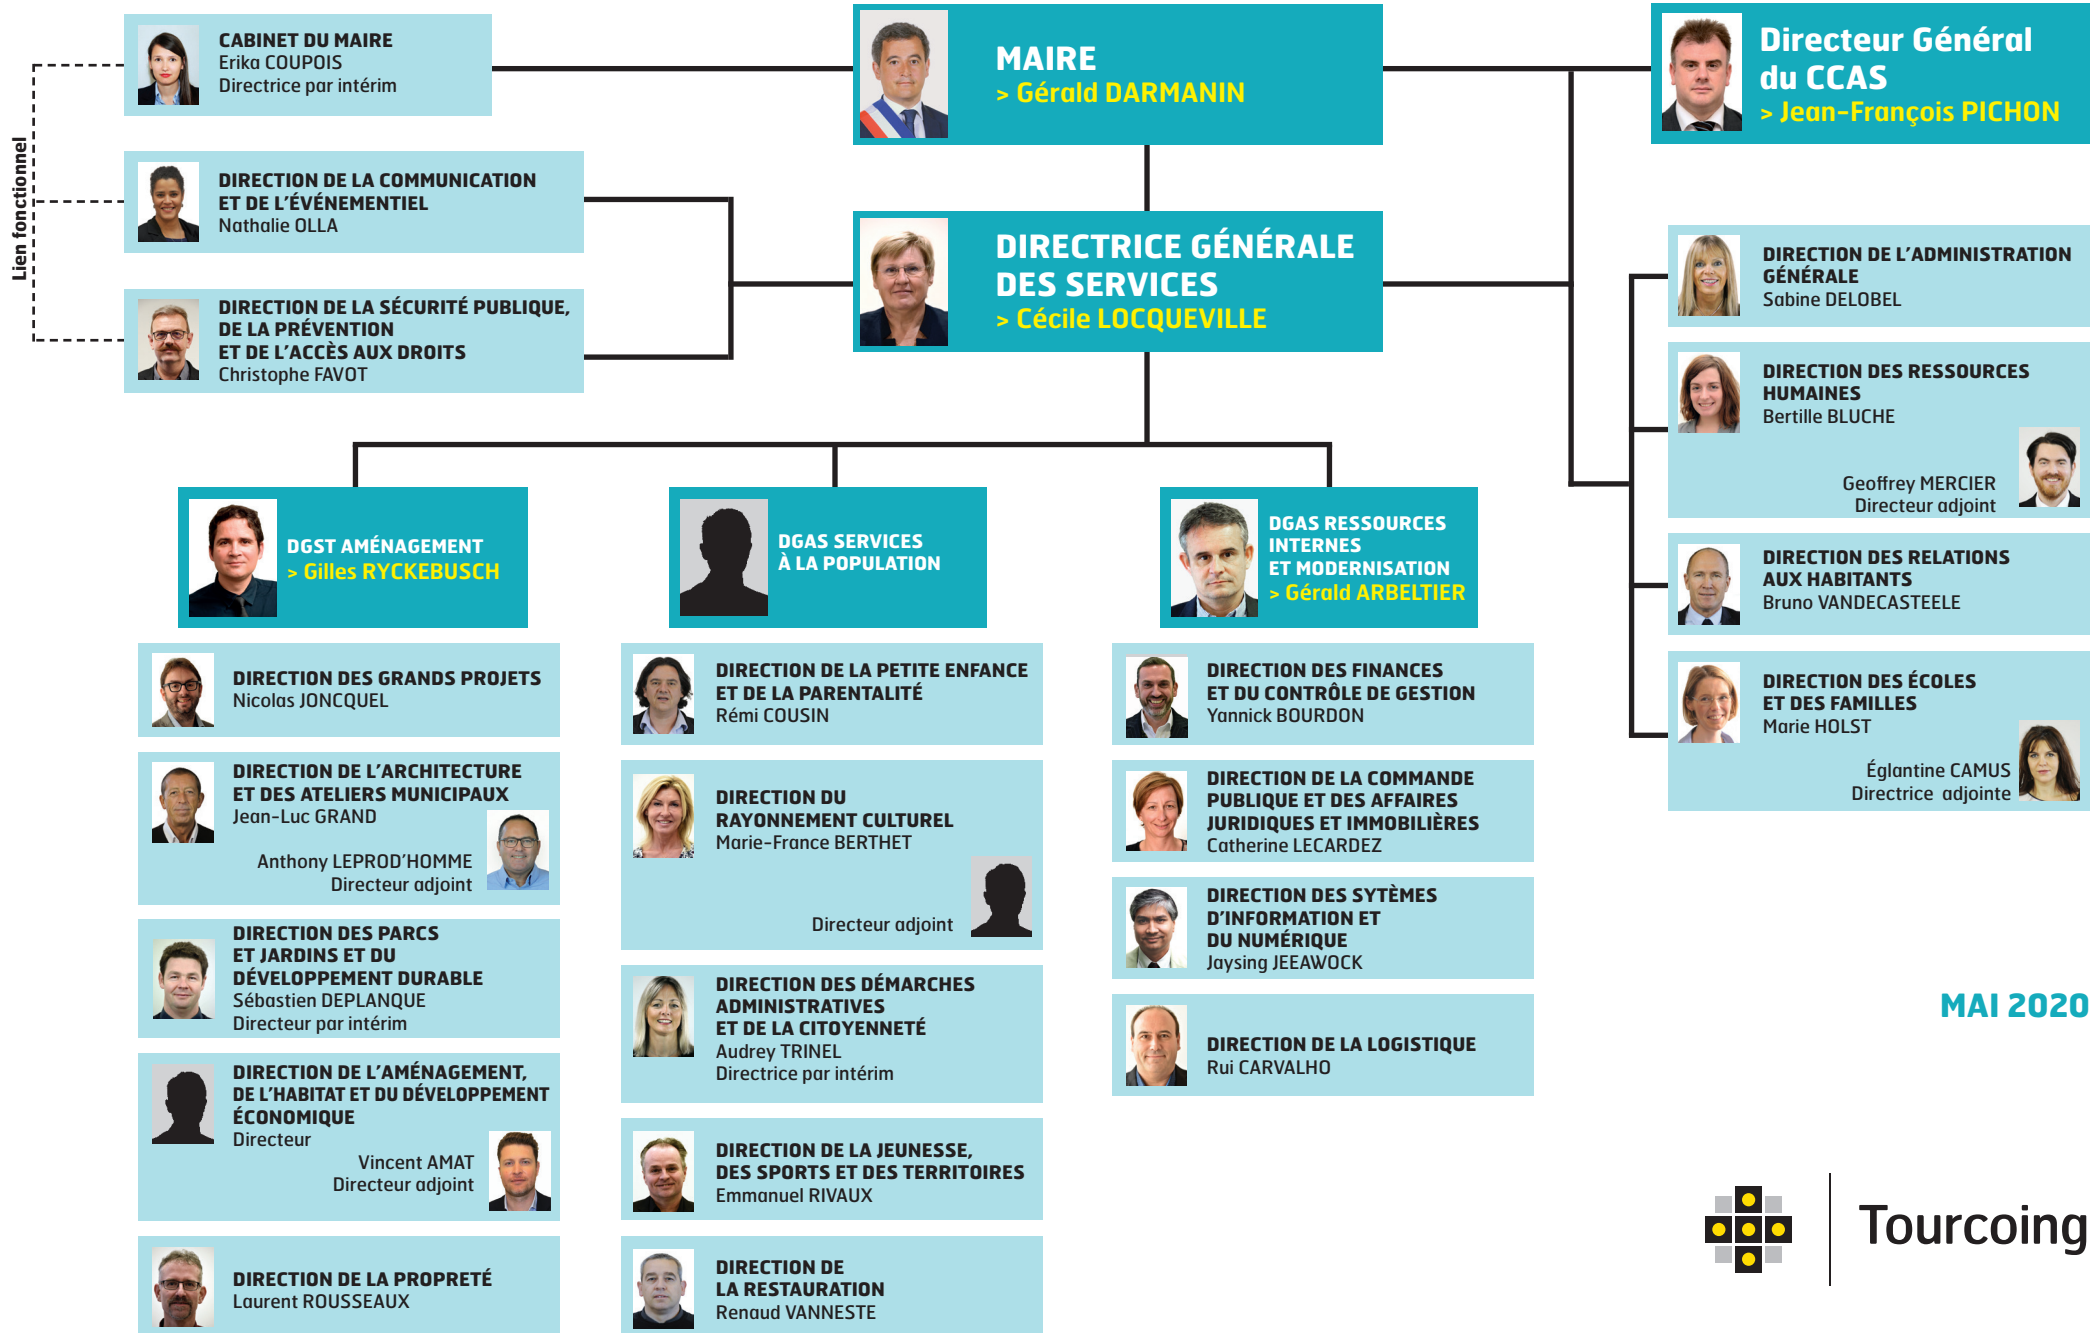 CABINET DU MAIRE
Erika COUPOIS
Directrice par intérim
MAIRE
> Gérald DARMANIN
Directeur Général
du CCAS
> Jean-François PICHON
Lien fonctionnel
DIRECTION DE LA COMMUNICATION
ET DE L'ÉVÉNEMENTIEL
Nathalie OLLA
DIRECTION DE LA SÉCURITÉ PUBLIQUE,
DE LA PRÉVENTION
ET DE L'ACCÈS AUX DROITS
Christophe FAVOT
DIRECTRICE GÉNÉRALE
DES SERVICES
> Cécile LOCQUEVILLE
DIRECTION DE L'ADMINISTRATION
GÉNÉRALE
Sabine DELOBEL
DIRECTION DES RESSOURCES
HUMAINES
Bertille BLUCHE
Geoffrey MERCIER
Directeur adjoint
DIRECTION DES RELATIONS
AUX HABITANTS
Bruno VANDECASTEELE
DIRECTION DES ÉCOLES
ET DES FAMILLES
Marie HOLST
Églantine CAMUS
Directrice adjointe
DGST AMÉNAGEMENT
> Gilles RYCKEBUSCH
DIRECTION DES GRANDS PROJETS
Nicolas JONCQUEL
DIRECTION DE L'ARCHITECTURE
ET DES ATELIERS MUNICIPAUX
Jean-Luc GRAND
Anthony LEPROD'HOMME
Directeur adjoint
DIRECTION DES PARCS
ET JARDINS ET DU
DÉVELOPPEMENT DURABLE
Sébastien DEPLANQUE
Directeur par intérim
DIRECTION DE L'AMÉNAGEMENT,
DE L'HABITAT ET DU DÉVELOPPEMENT
ÉCONOMIQUE
Directeur
Vincent AMAT
Directeur adjoint
DIRECTION DE LA PROPRETÉ
Laurent ROUSSEAUX
DGAS SERVICES
À LA POPULATION
DIRECTION DE LA PETITE ENFANCE
ET DE LA PARENTALITÉ
Rémi COUSIN
DIRECTION DU
RAYONNEMENT CULTUREL
Marie-France BERTHET
Directeur adjoint
DIRECTION DES DÉMARCHES
ADMINISTRATIVES
ET DE LA CITOYENNETÉ
Audrey TRINEL
Directrice par intérim
DIRECTION DE LA JEUNESSE,
DES SPORTS ET DES TERRITOIRES
Emmanuel RIVAUX
DIRECTION DE
LA RESTAURATION
Renaud VANNESTE
DGAS RESSOURCES
INTERNES
ET MODERNISATION
> Gérald ARBELTIER
DIRECTION DES FINANCES
ET DU CONTRÔLE DE GESTION
Yannick BOURDON
DIRECTION DE LA COMMANDE
PUBLIQUE ET DES AFFAIRES
JURIDIQUES ET IMMOBILIÈRES
Catherine LECARDEZ
DIRECTION DES SYTÈMES
D'INFORMATION ET
DU NUMÉRIQUE
Jaysing JEEAWOCK
DIRECTION DE LA LOGISTIQUE
Rui CARVALHO
MAI 2020
Tourcoing